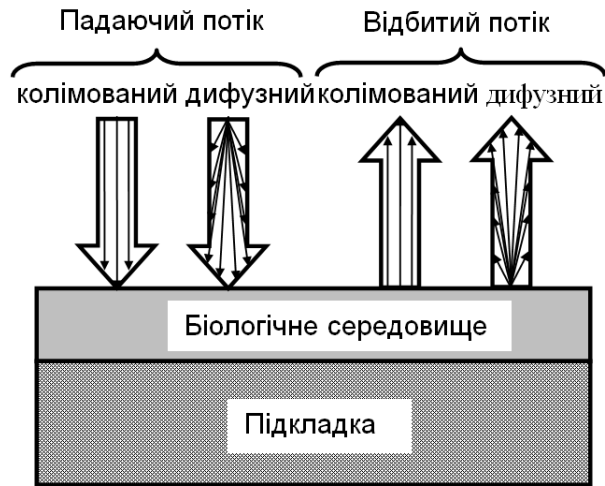 Падаючий потік Відбитий потік
колімований дифузний колімований дифузний
Біологічне середовище
Підкладка